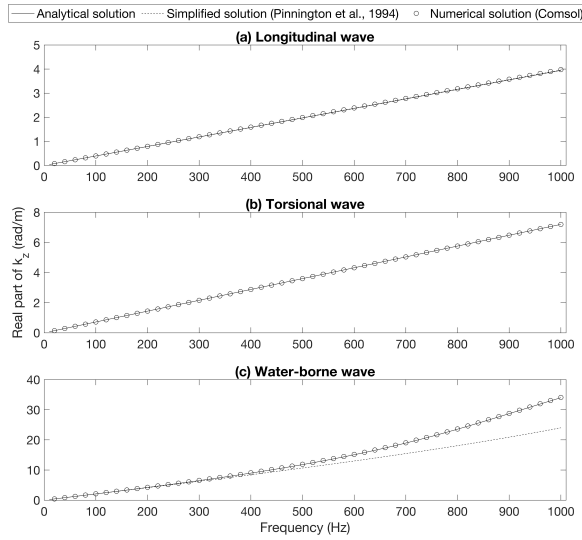 Analytical solution Simplified solution (Pinnington et al., 1994) Numerical solution (Comsol)
(a) Longitudinal wave
5
4
3
2
1
0
0 100 200 300 400 500 600 700 800 900 1000
(b) Torsional wave
8
6
4
2
0
Real part of kz (rad/m)
0 100 200 300 400 500 600 700 800 900 1000
(c) Water-borne wave
40
30
20
10
0
0 100 200 300 400 500 600 700 800 900 1000
Frequency (Hz)